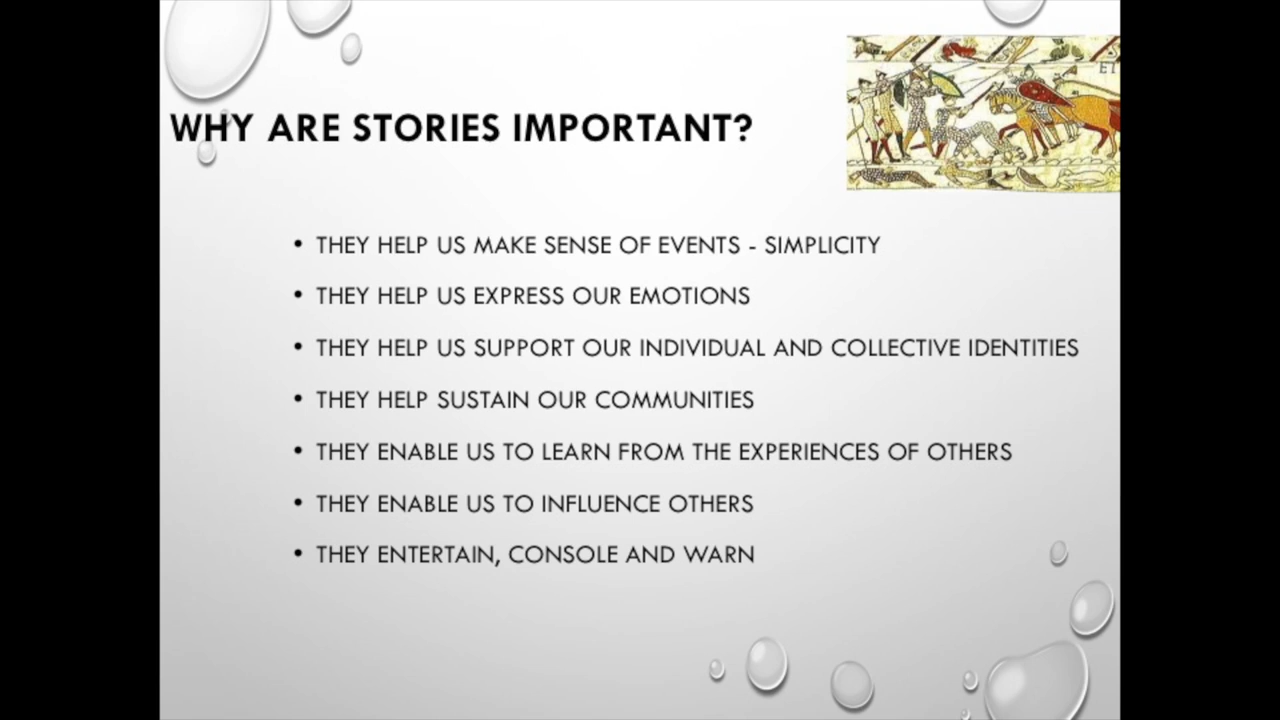 WHY ARE STORIES IMPORTANT?
ET
• THEY HELP US MAKE SENSE OF EVENTS - SIMPLICITY
• THEY HELP US EXPRESS OUR EMOTIONS
• THEY HELP US SUPPORT OUR INDIVIDUAL AND COLLECTIVE IDENTITIES
• THEY HELP SUSTAIN OUR COMMUNITIES
• THEY ENABLE US TO LEARN FROM THE EXPERIENCES OF OTHERS
• THEY ENABLE US TO INFLUENCE OTHERS
• THEY ENTERTAIN, CONSOLE AND WARN